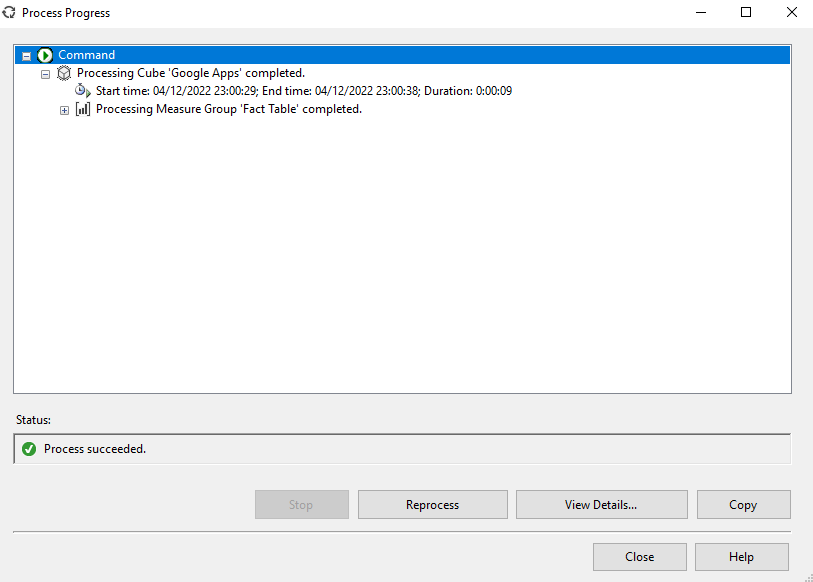 Process Progress
Command
Processing Cube 'Google Apps' completed.
Start time: 04/12/2022 23:00:29; End time: 04/12/2022 23:00:38; Duration: 0:00:09
Processing Measure Group 'Fact Table' completed.
Status:
Process succeeded.
Stop Reprocess View Details... Copy
Close Help